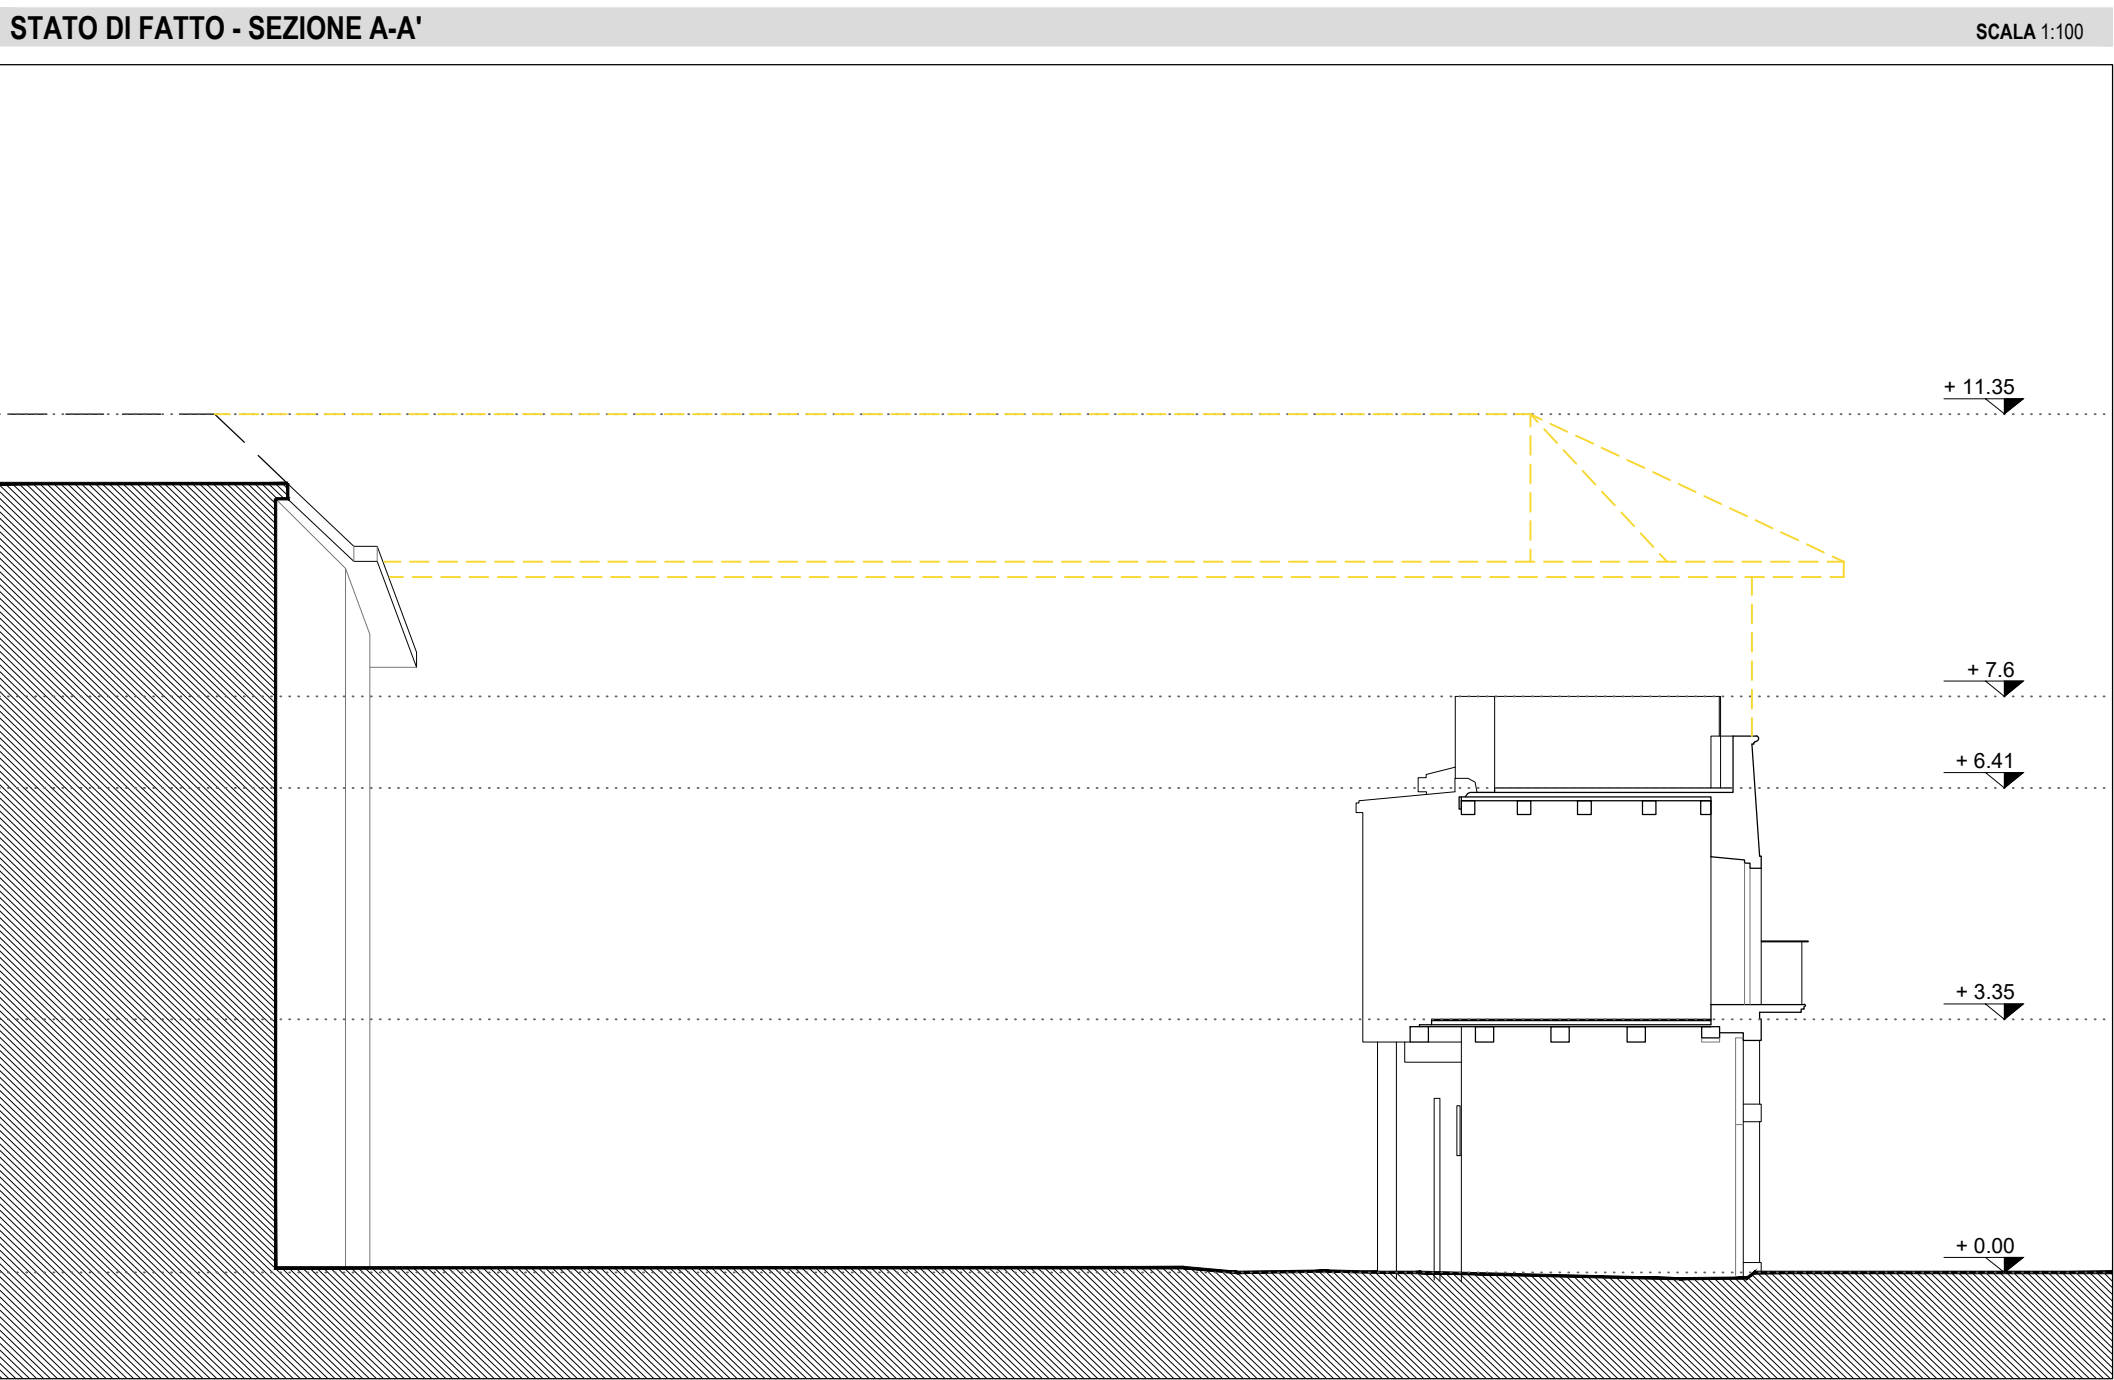 STATO DI FATTO - SEZIONE A-A'
SCALA 1:100
+ 11.35
+ 7.6
+ 6.41
+ 3.35
+ 0.00